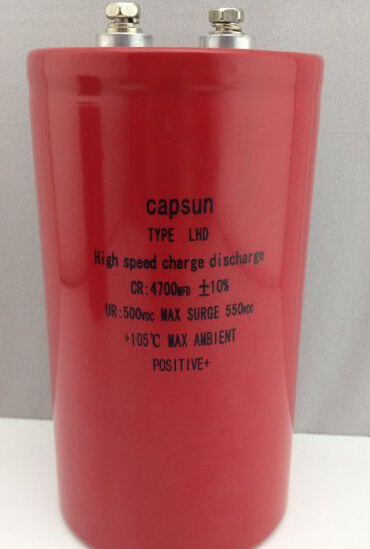 capsun
TYPE LHD
High speed charge discharge
CR:4700MFD ±10%
UR:500VDC MAX SURGE 550VDC
+105℃ MAX AMBIENT
POSITIVE+